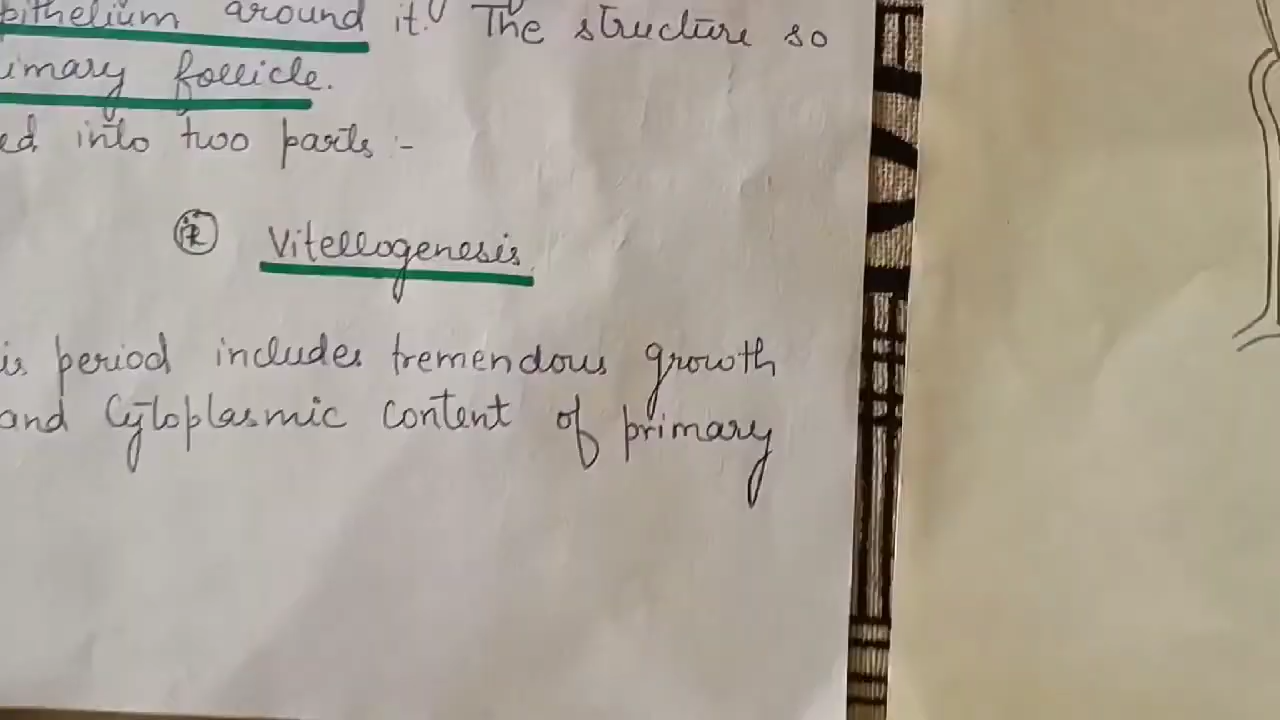 pithelium around it. The structure so
imary follicle.
ed into two parts :-
ii Vitellogenesis
is period includes tremendous growth
and Cytoplasmic content of primary